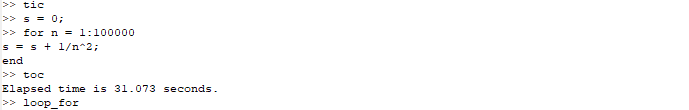 >> tic
>> s = 0;
>> for n = 1:100000
s = s + 1/n^2;
end
>> toc
Elapsed time is 31.073 seconds.
>> loop_for